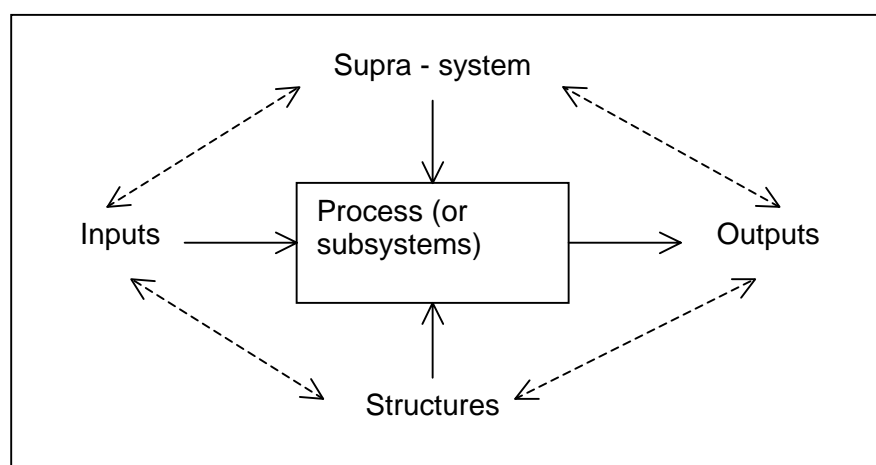 Supra - system
Process (or
subsystems)
Inputs
Outputs
Structures